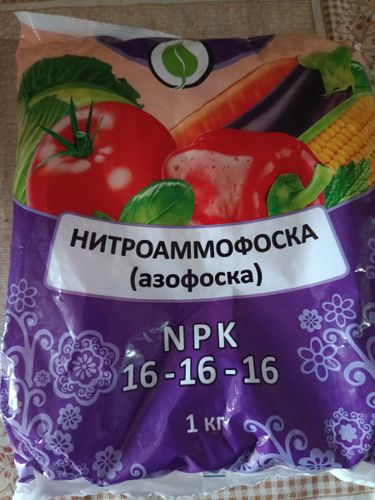 НИТРОАММОФОСКА
(азофоска)
NPK
16-16-16
1 кг